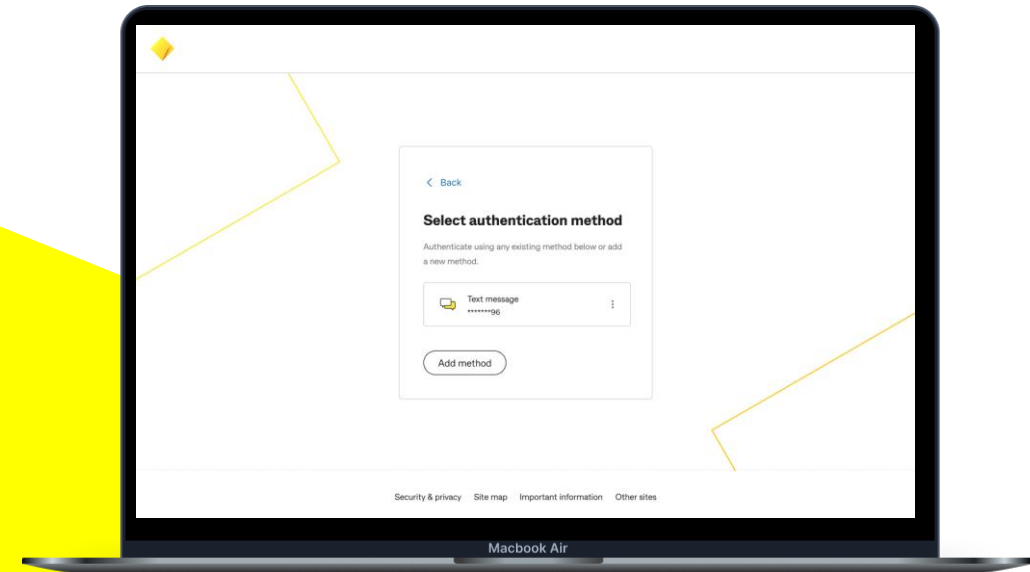 Back
Select authentication method
Authenticate using any existing method below or add
a new method.
Text message
*******96
Add method
Security & privacy Site map Important information Other sites
Macbook Air